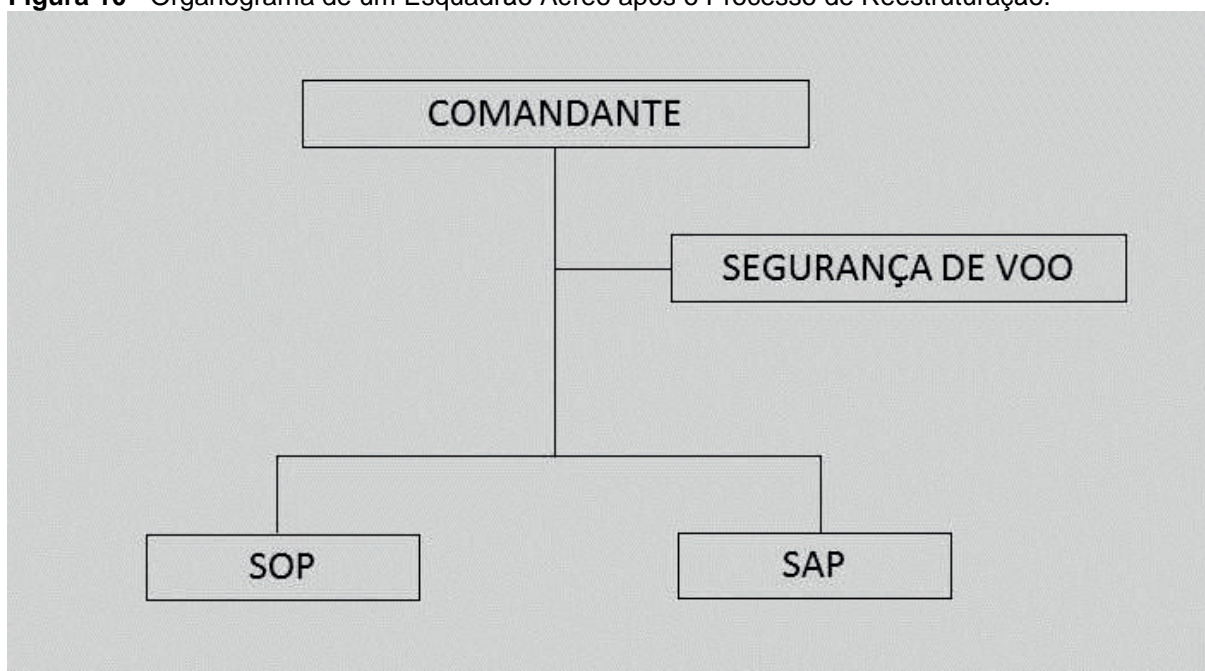 Figura 10 - Organograma de um Esquadrão Aéreo após o Processo de Reestruturação.
COMANDANTE
SEGURANÇA DE VOO
SOP
SAP